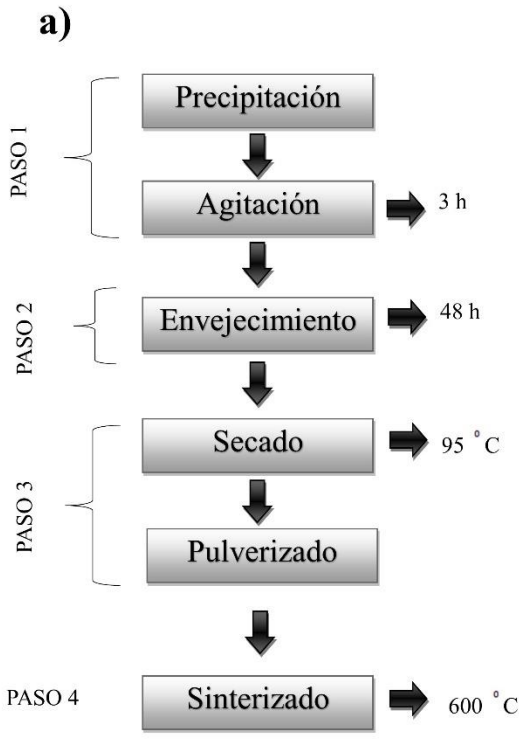 a)
PASO 1
Precipitación
Agitación
3 h
PASO 2
Envejecimiento
48 h
PASO 3
Secado
95 °C
Pulverizado
PASO 4
Sinterizado
600 °C